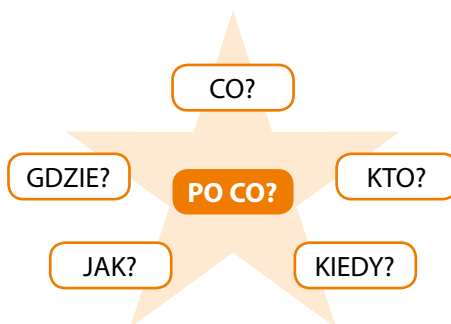 CO?
GDZIE?
PO CO?
KTO?
JAK?
KIEDY?